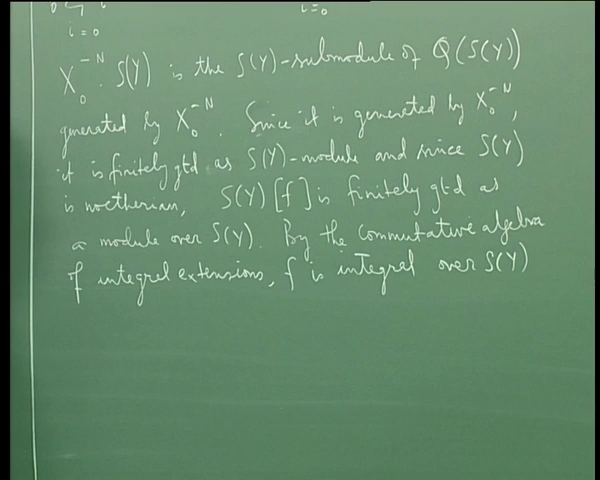 i=0
i=0
X₀^{-N}. S(Y) is the S(Y)-submodule of Q(S(Y))
generated by X₀^{-N}. Since it is generated by X₀^{-N},
it is finitely gtd as S(Y)-module and since S(Y)
is noetherian, S(Y)[f] is finitely gtd as
a module over S(Y). By the commutative algebra
of integral extensions, f is integral over S(Y)